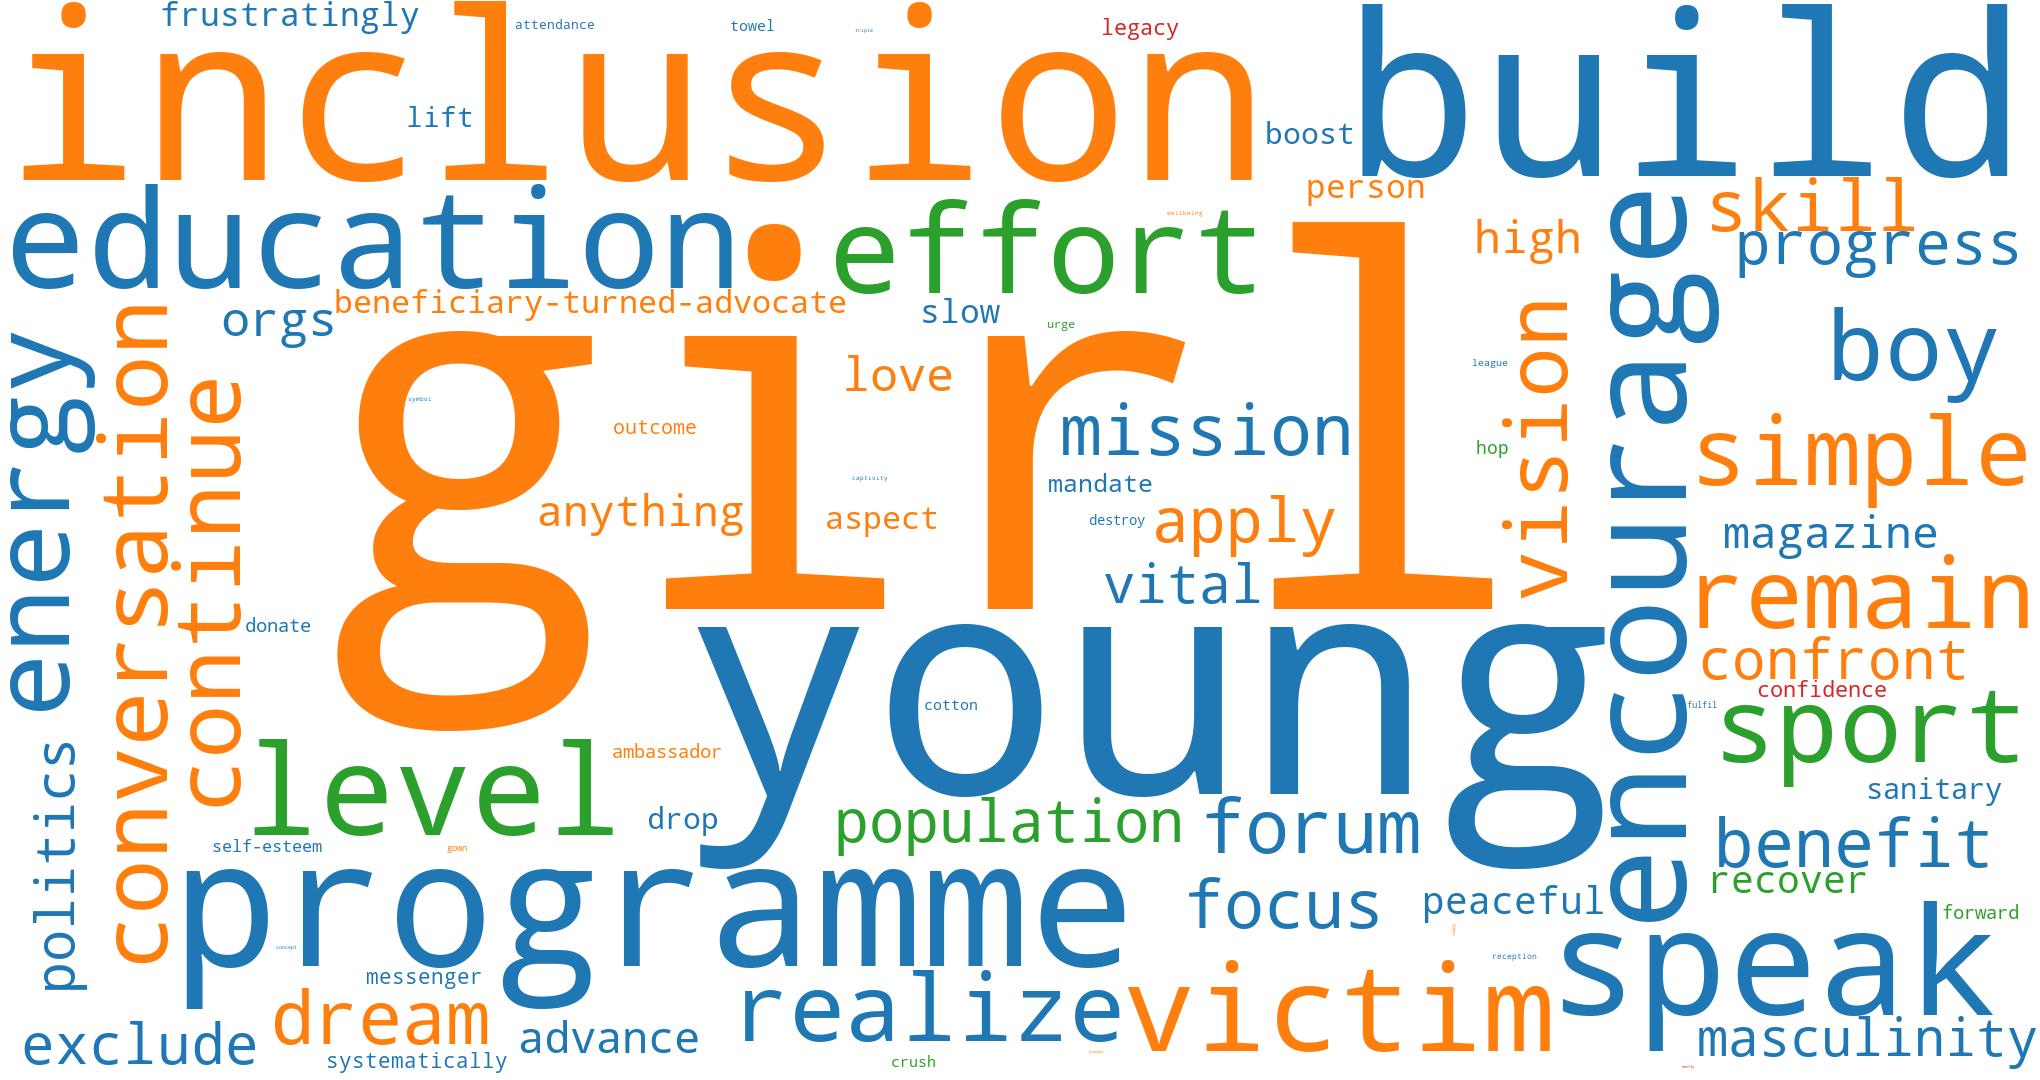 frustratingly
attendance
towel
triple
legacy
inclusion
build
lift
boost
person
skill
education
effort
wellbeing
high
progress
encourage
beneficiary-turned-advocate
orgs
slow
urge
vision
boy
energy
conversation
continue
girl
love
league
symbol
outcome
mission
hop
simple
captivity
mandate
anything
aspect
destroy
apply
magazine
vital
remain
donate
young
confront
confidence
cotton
fulfil
sport
politics
level
ambassador
drop
population
forum
sanitary
self-esteem
gown
benefit
recover
programme
focus
peaceful
forward
speak
concept
messenger
reception
dream
realize
victim
exclude
advance
masculinity
systematically
crush